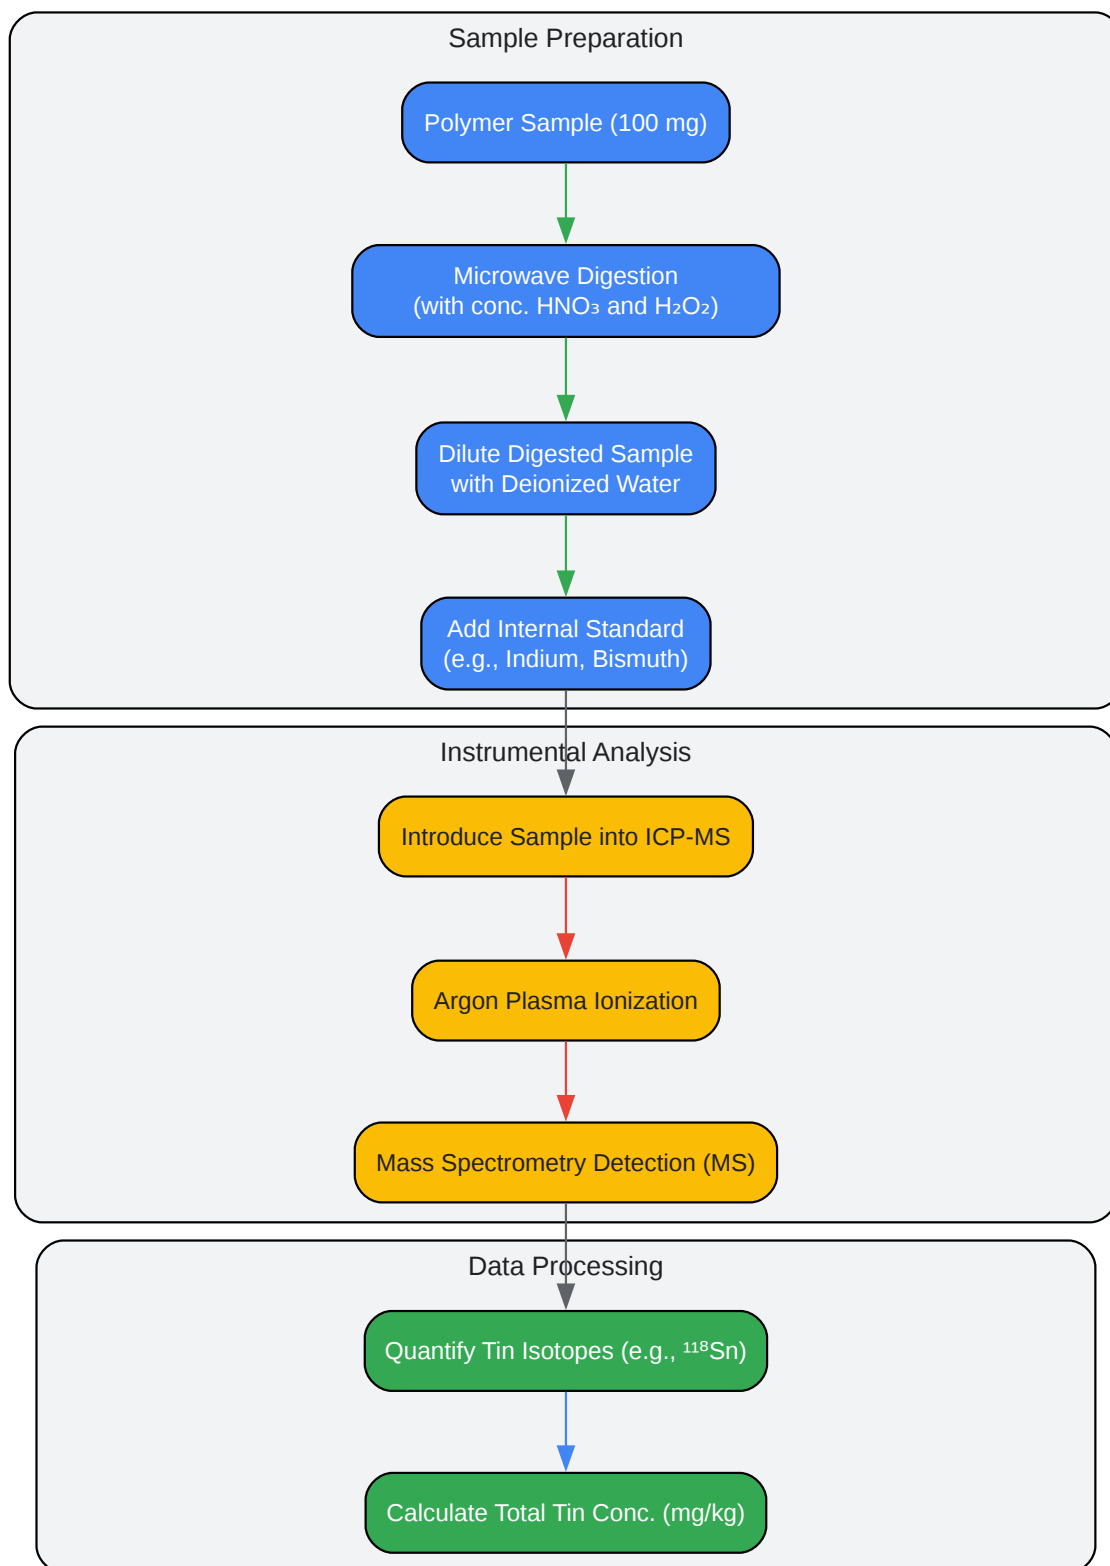 Sample Preparation
Polymer Sample (100 mg)
Microwave Digestion
(with conc. HNO₃ and H₂O₂)
Dilute Digested Sample
with Deionized Water
Add Internal Standard
(e.g., Indium, Bismuth)
Instrumental Analysis
Introduce Sample into ICP-MS
Argon Plasma Ionization
Mass Spectrometry Detection (MS)
Data Processing
Quantify Tin Isotopes (e.g., ¹¹⁸Sn)
Calculate Total Tin Conc. (mg/kg)